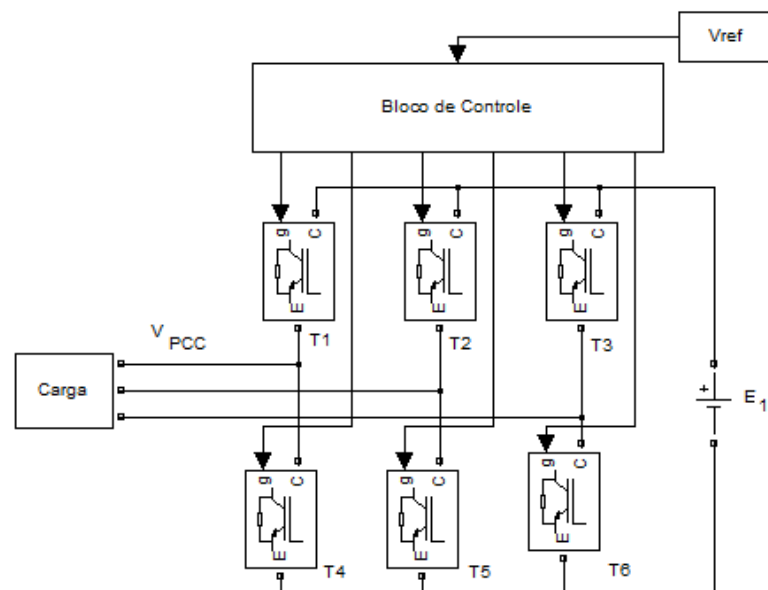 Vref
Bloco de Controle
g C
E
T1
g C
E
T2
g C
E
T3
V PCC
Carga
+
E 1
g C
E
T4
g C
E
T5
g C
E
T6